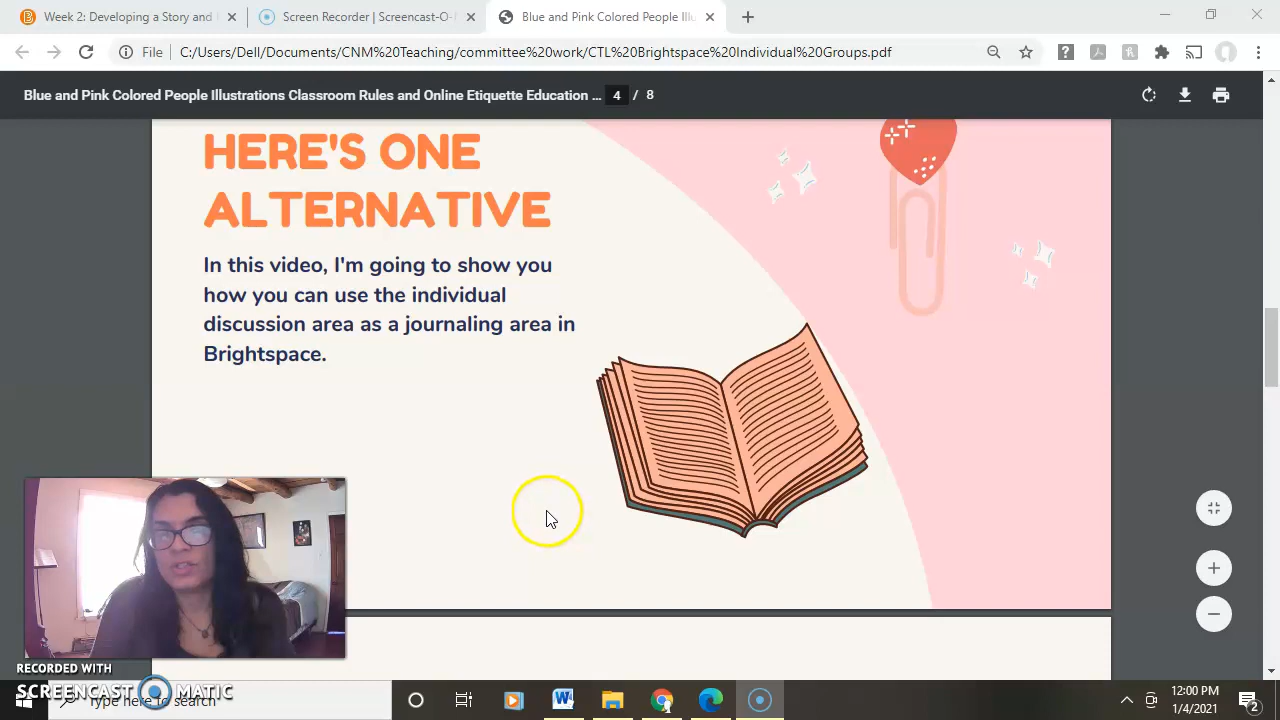 Week 2: Developing a Story and
Screen Recorder | Screencast-O-
Blue and Pink Colored People Illu
File
C:/Users/Dell/Documents/CNM%20Teaching/committee%20work/CTL%20Brightspace%20Individual%20Groups.pdf
Blue and Pink Colored People Illustrations Classroom Rules and Online Etiquette Education ...
4 / 8
HERE'S ONE
ALTERNATIVE
In this video, I'm going to show you
how you can use the individual
discussion area as a journaling area in
Brightspace.
RECORDED WITH
SCREENCAST MATIC
Type here to search
12:00 PM
1/4/2021
2